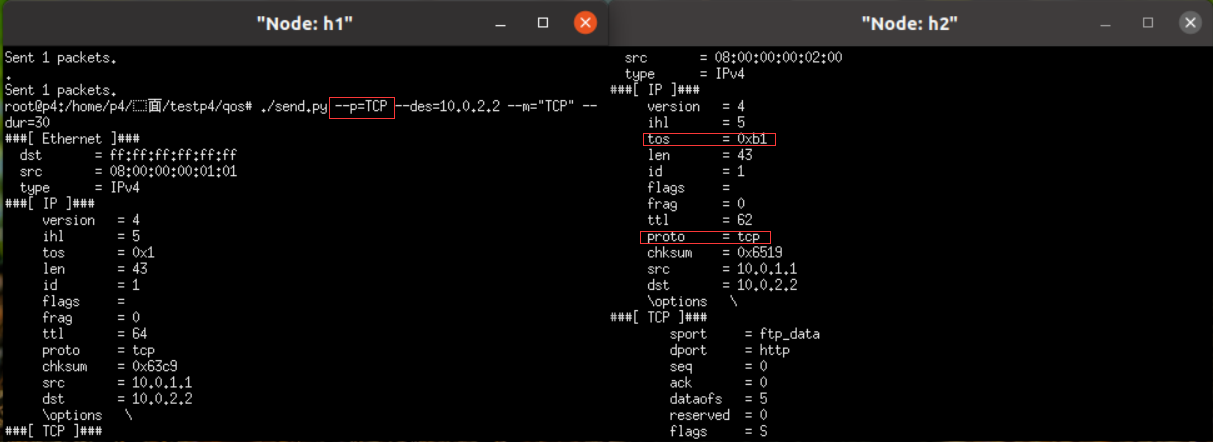 "Node: h1"
Sent 1 packets.
.
Sent 1 packets.
root@p4:/home/p4/面/testp4/qos# ./send.py --p=TCP --des=10.0.2.2 --m="TCP" --
dur=30
###[ Ethernet ]###
dst = ff:ff:ff:ff:ff:ff
src = 08:00:00:00:01:01
type = IPv4
###[ IP ]###
version = 4
ihl = 5
tos = 0x1
len = 43
id = 1
flags =
frag = 0
ttl = 64
proto = tcp
chksum = 0x63c9
src = 10.0.1.1
dst = 10.0.2.2
\options \
###[ TCP ]###
"Node: h2"
src = 08:00:00:00:02:00
type = IPv4
###[ IP ]###
version = 4
ihl = 5
tos = 0xb1
len = 43
id = 1
flags =
frag = 0
ttl = 62
proto = tcp
chksum = 0x6519
src = 10.0.1.1
dst = 10.0.2.2
\options \
###[ TCP ]###
sport = ftp_data
dport = http
seq = 0
ack = 0
dataofs = 5
reserved = 0
flags = S